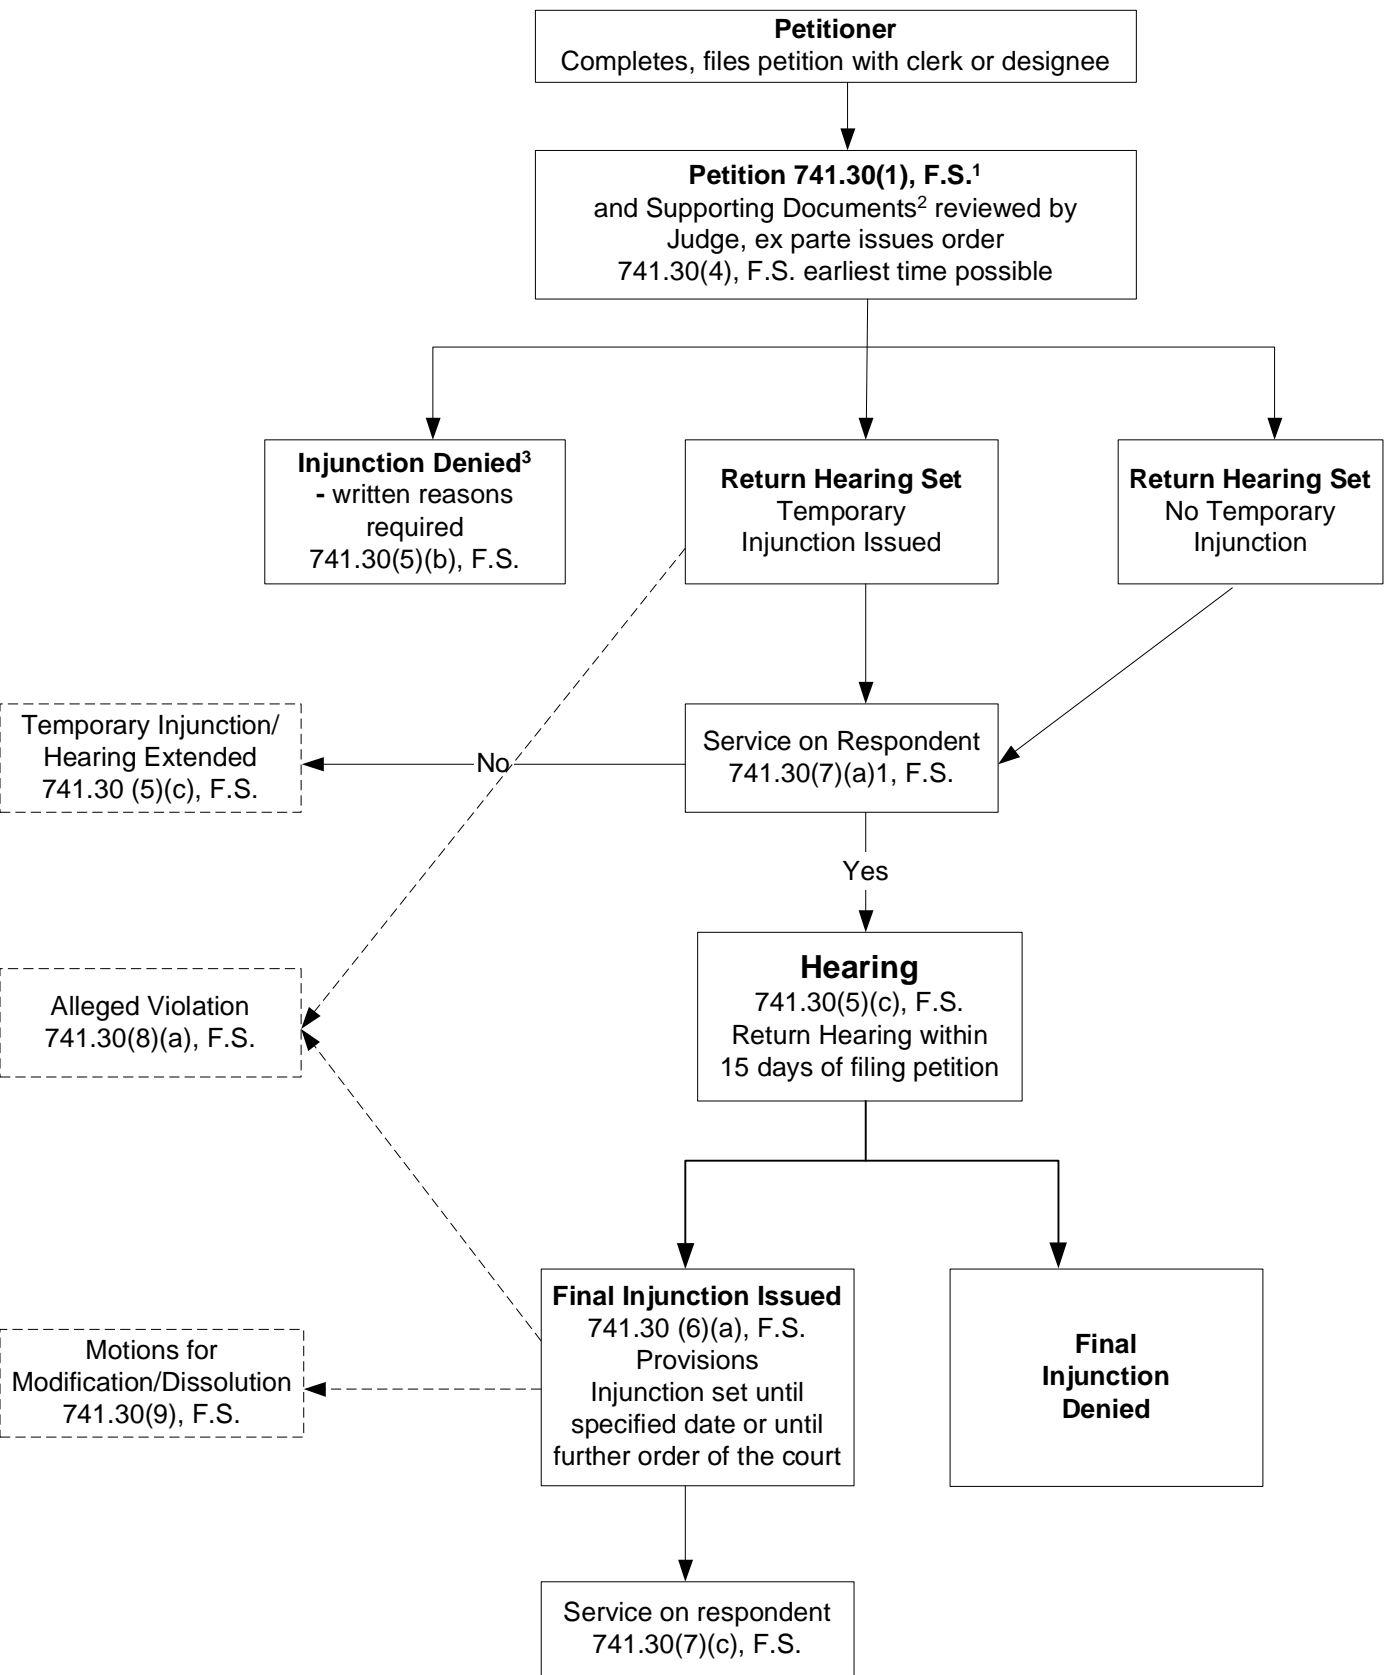 Petitioner
Completes, files petition with clerk or designee
Petition 741.30(1), F.S.¹
and Supporting Documents² reviewed by
Judge, ex parte issues order
741.30(4), F.S. earliest time possible
Injunction Denied³
- written reasons
required
741.30(5)(b), F.S.
Return Hearing Set
Temporary
Injunction Issued
Return Hearing Set
No Temporary
Injunction
Temporary Injunction/
Hearing Extended
741.30 (5)(c), F.S.
No
Service on Respondent
741.30(7)(a)1, F.S.
Yes
Hearing
741.30(5)(c), F.S.
Return Hearing within
15 days of filing petition
Alleged Violation
741.30(8)(a), F.S.
Final Injunction Issued
741.30 (6)(a), F.S.
Provisions
Injunction set until
specified date or until
further order of the court
Final
Injunction
Denied
Motions for
Modification/Dissolution
741.30(9), F.S.
Service on respondent
741.30(7)(c), F.S.